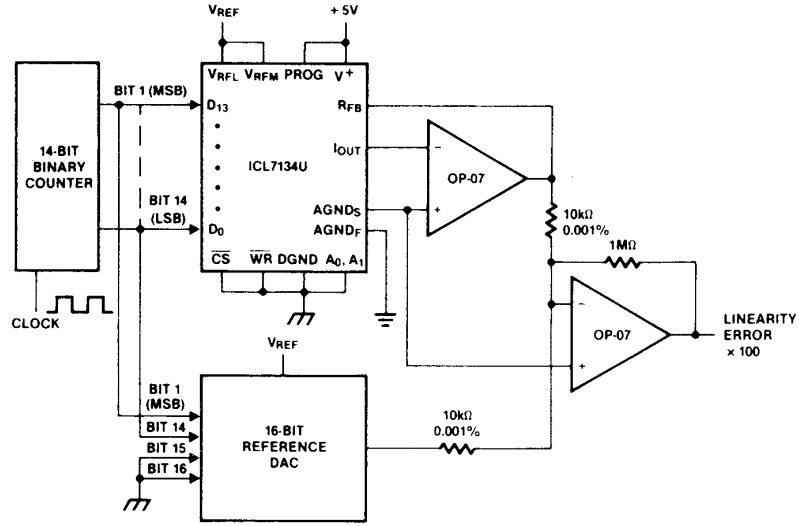 VREF
+5V
VRFL VRFM PROG V+
BIT 1 (MSB)
D13
RFB
14-BIT
BINARY
COUNTER
ICL7134U
IOUT
−
OP-07
+
BIT 14
(LSB)
D0
AGNDS
AGNDF
CS WR DGND A0, A1
10kΩ
0.001%
1MΩ
CLOCK
−
OP-07
+
LINEARITY
ERROR
× 100
VREF
BIT 1
(MSB)
BIT 14
BIT 15
BIT 16
16-BIT
REFERENCE
DAC
10kΩ
0.001%